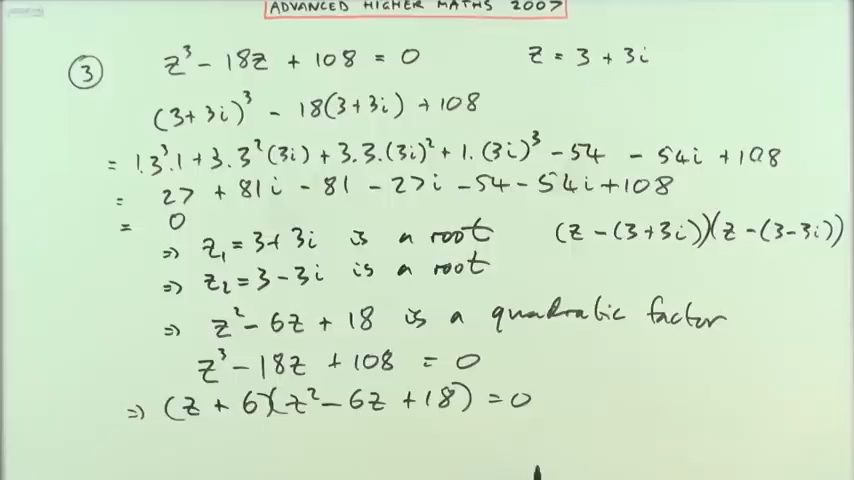 ADVANCED HIGHER MATHS 2007
③ z³ - 18z + 108 = 0 z = 3 + 3i
(3 + 3i)³ - 18(3 + 3i) + 108
= 1.3³.1 + 3.3²(3i) + 3.3.(3i)² + 1.(3i)³ - 54 - 54i + 108
= 27 + 81i - 81 - 27i - 54 - 54i + 108
= 0
⇒ z₁ = 3 + 3i is a root (z - (3 + 3i))(z - (3 - 3i))
⇒ z₂ = 3 - 3i is a root
⇒ z² - 6z + 18 is a quadratic factor
z³ - 18z + 108 = 0
⇒ (z + 6)(z² - 6z + 18) = 0